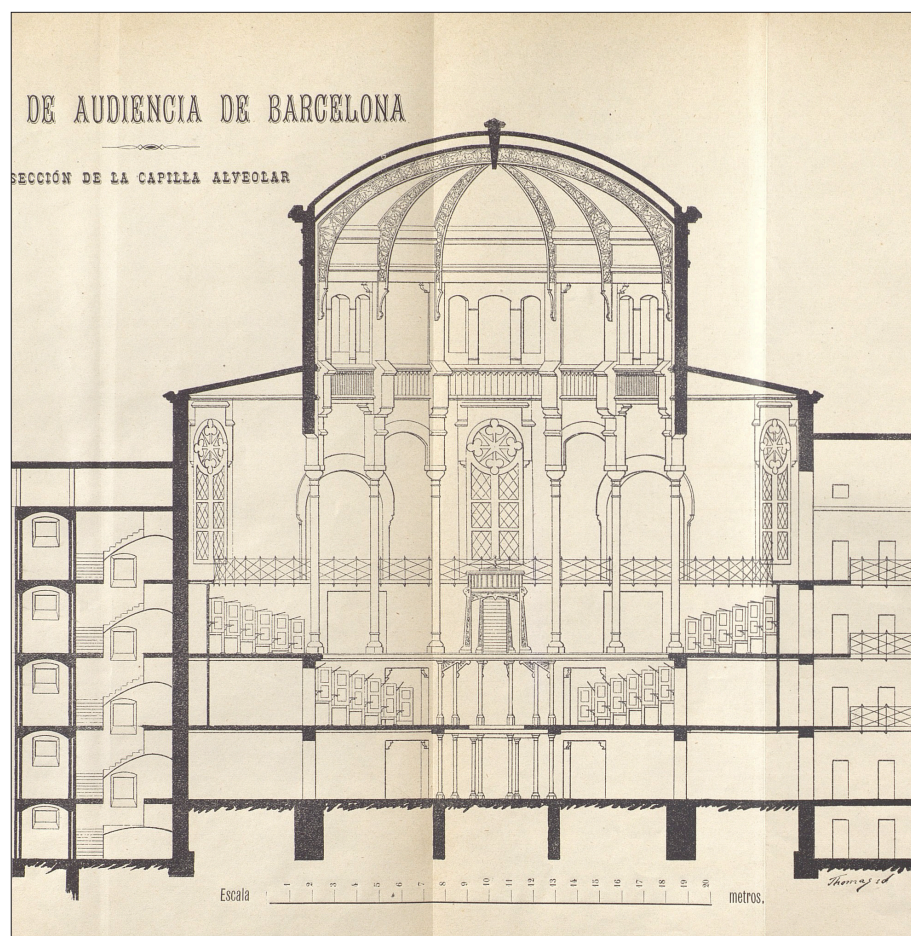 DE AUDIENCIA DE BARCELONA
SECCIÓN DE LA CAPILLA ALVEOLAR
Escala 1 2 3 4 5 6 7 8 9 10 11 12 13 14 15 16 17 18 19 20 metros.
Thomas